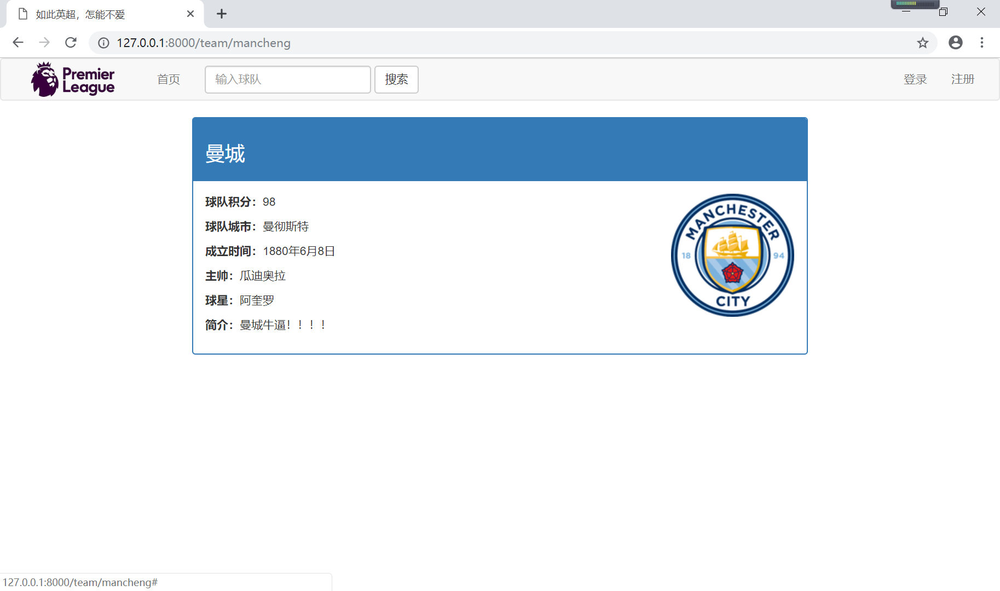 如此英超，怎能不爱
127.0.0.1:8000/team/mancheng
Premier League
首页
输入球队
搜索
登录
注册
曼城
球队积分：98
球队城市：曼彻斯特
成立时间：1880年6月8日
主帅：瓜迪奥拉
球星：阿奎罗
简介：曼城牛逼！！！！
MANCHESTER
18 94
CITY
127.0.0.1:8000/team/mancheng#